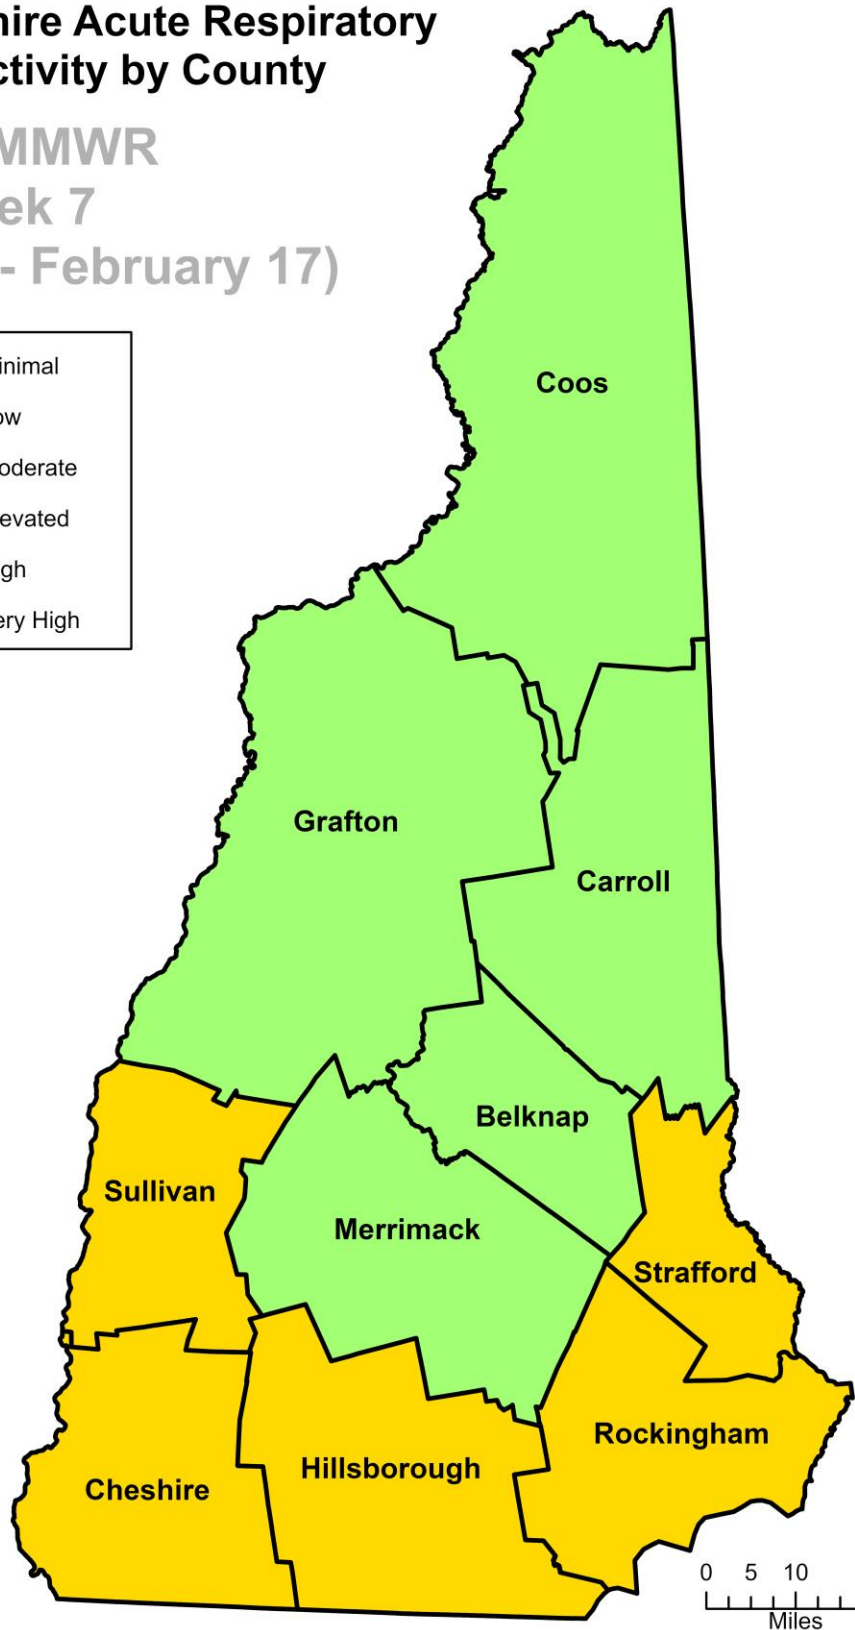 hire Acute Respiratory
ctivity by County
MMWR
ek 7
- February 17)
inimal
ow
oderate
evated
gh
ery High
Coos
Grafton
Carroll
Belknap
Sullivan
Merrimack
Strafford
Rockingham
Hillsborough
Cheshire
0 5 10
Miles